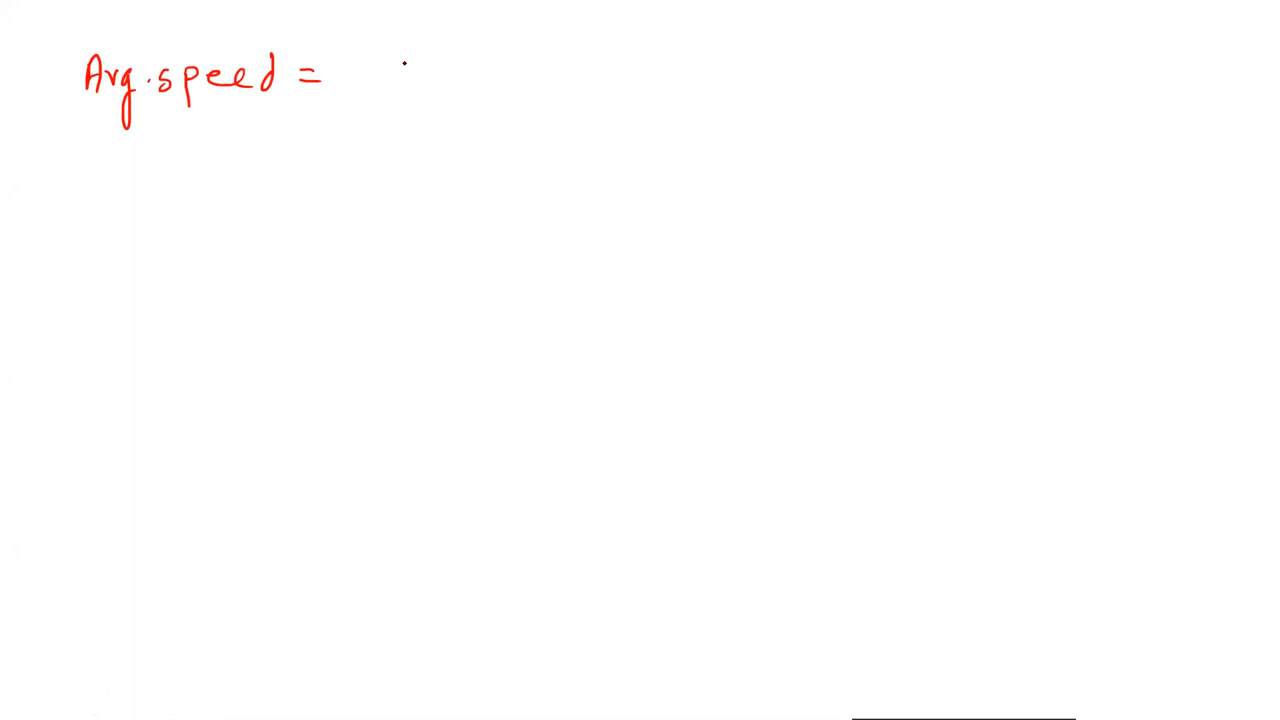 Avg. speed =